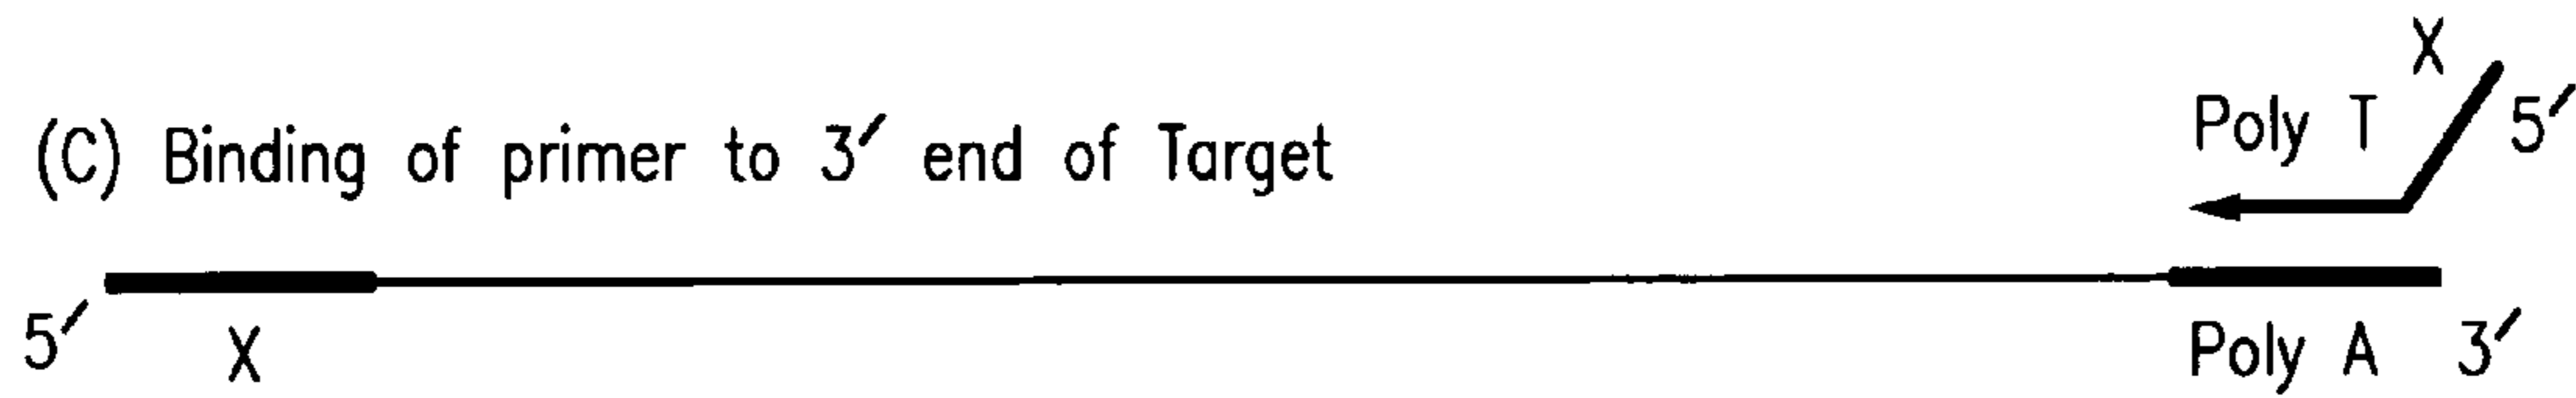 X
Poly T 5′
(C) Binding of primer to 3′ end of Target
5′ X Poly A 3′